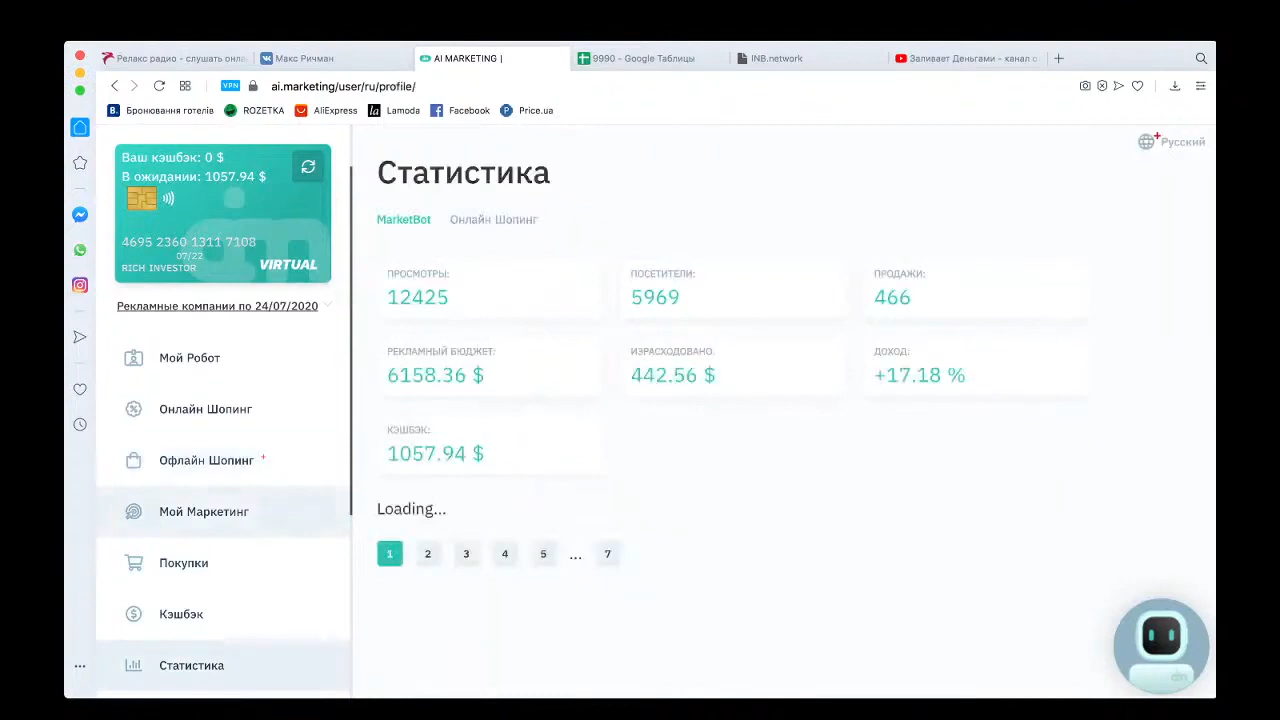 Релакс радио - слушать онла
Макс Ричман
AI MARKETING |
9990 - Google Таблицы
INB.network
Заливает Деньгами - канал о
VPN
ai.marketing/user/ru/profile/
Бронювання готелів
ROZETKA
AliExpress
la
Lamoda
Facebook
Price.ua
Русский
Ваш кэшбэк: 0 $
В ожидании: 1057.94 $
4695 2360 1311 7108
07/22
RICH INVESTOR
VIRTUAL
Рекламные компании по 24/07/2020
Мой Робот
Онлайн Шопинг
Офлайн Шопинг +
Мой Маркетинг
Покупки
Кэшбэк
Статистика
Статистика
MarketBot
Онлайн Шопинг
ПРОСМОТРЫ:
12425
ПОСЕТИТЕЛИ:
5969
ПРОДАЖИ:
466
РЕКЛАМНЫЙ БЮДЖЕТ:
6158.36 $
ИЗРАСХОДОВАНО:
442.56 $
ДОХОД:
+17.18 %
КЭШБЭК:
1057.94 $
Loading...
1 2 3 4 5 ... 7